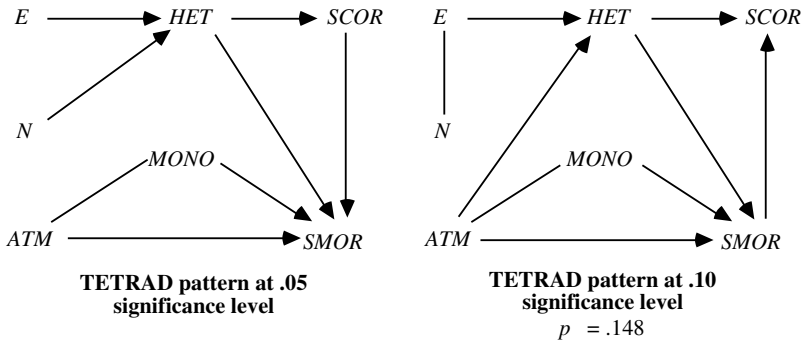 E HET SCOR
N
MONO
ATM SMOR
TETRAD pattern at .05
significance level
E HET SCOR
N
MONO
ATM SMOR
TETRAD pattern at .10
significance level
p = .148